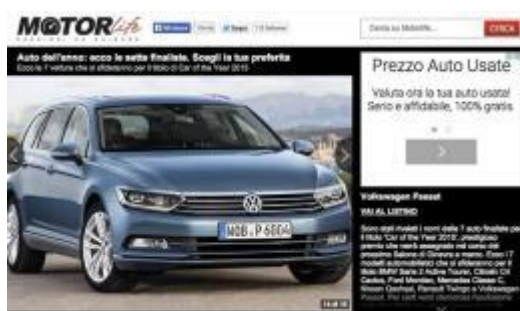 MOTORlife
Cerca su Motorlife...
CERCA
Auto dell'anno: ecco le sette finaliste. Scegli la tua preferita
Ecco le 7 vetture che si sfideranno per il titolo di Car of the Year 2015
Prezzo Auto Usate
Valuta ora la tua auto usata!
Serio e affidabile, 100% gratis
WOB P 6004
Volkswagen Passat
VAI AL LISTINO
Sono stati rivelati i nomi delle 7 auto finaliste per
il titolo 'Car of the Year 2015', prestigioso
premio che verrà assegnato nel corso del
prossimo Salone di Ginevra a marzo. Ecco i 7
modelli automobilistici che si sfideranno per il
titolo: BMW Serie 2 Active Tourer, Citroën C4
Cactus, Ford Mondeo, Mercedes Classe C,
Nissan Qashqai, Renault Twingo e Volkswagen
Passat.